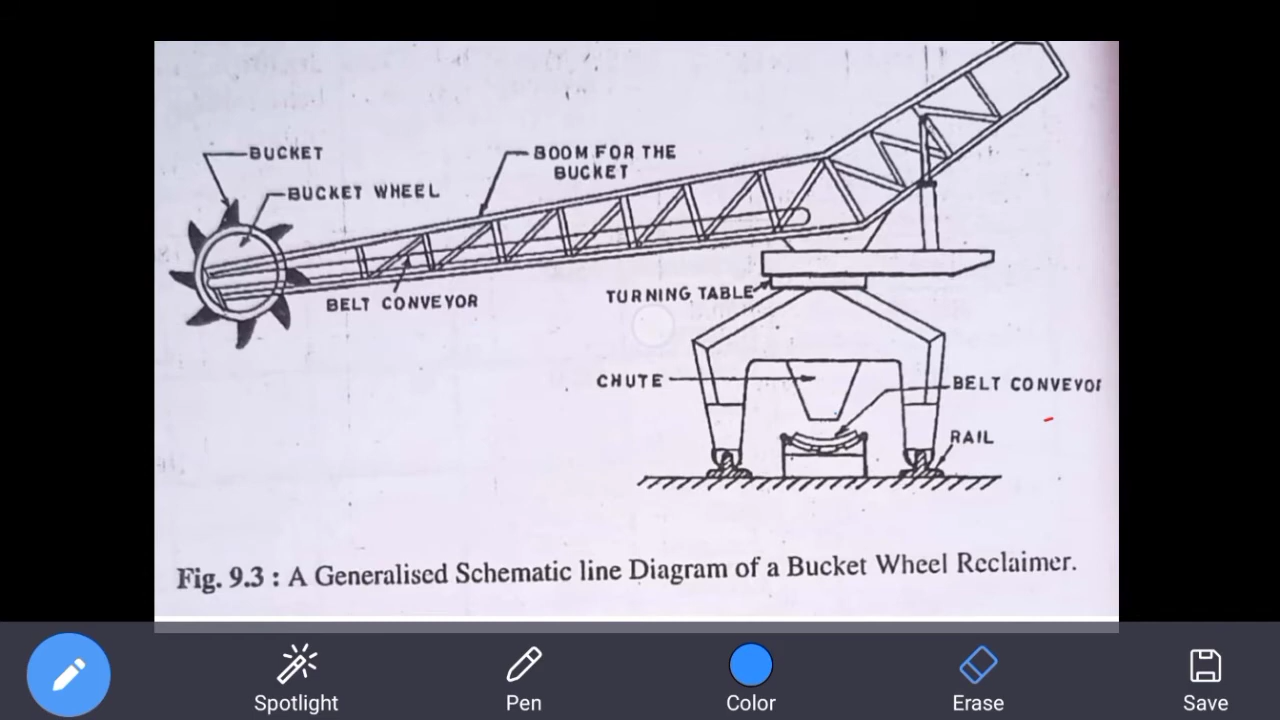 BUCKET
BUCKET WHEEL
BOOM FOR THE
BUCKET
BELT CONVEYOR
TURNING TABLE
CHUTE
BELT CONVEYOR
RAIL
Fig. 9.3 : A Generalised Schematic line Diagram of a Bucket Wheel Reclaimer.
Spotlight
Pen
Color
Erase
Save